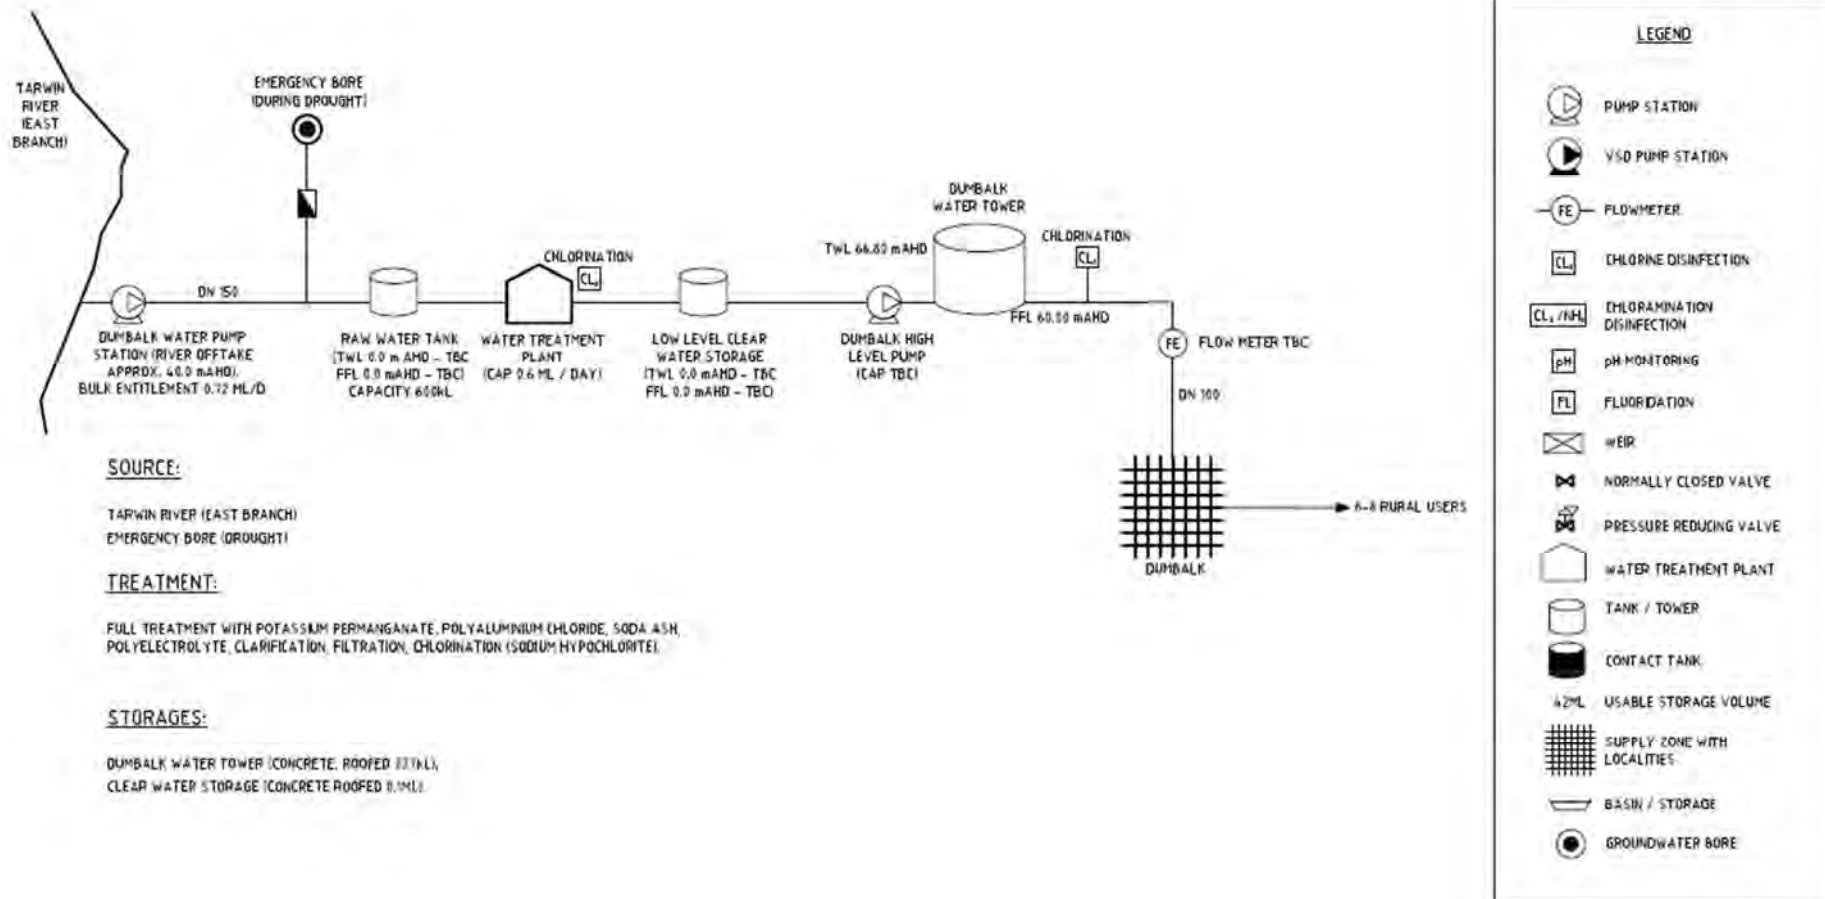 TARWIN
RIVER
(EAST
BRANCH)
EMERGENCY BORE
(DURING DROUGHT)
DN 150
DUMBALK WATER PUMP
STATION (RIVER OFFTAKE
APPROX. 40.0 mAHD).
BULK ENTITLEMENT 0.72 ML/D
RAW WATER TANK
(TWL 0.0 m AHD - TBC
FFL 0.0 mAHD - TBC)
CAPACITY 600kL
CHLORINATION
CL₂
WATER TREATMENT
PLANT
(CAP 0.6 ML / DAY)
LOW LEVEL CLEAR
WATER STORAGE
(TWL 0.0 mAHD - TBC
FFL 0.0 mAHD - TBC)
DUMBALK HIGH
LEVEL PUMP
(CAP TBC)
DUMBALK
WATER TOWER
TWL 66.80 mAHD
FFL 60.00 mAHD
CHLORINATION
CL₂
FE
FLOW METER TBC
DN 100
DUMBALK
6-8 RURAL USERS
SOURCE:
TARWIN RIVER (EAST BRANCH)
EMERGENCY BORE (DROUGHT)
TREATMENT:
FULL TREATMENT WITH POTASSIUM PERMANGANATE, POLYALUMINIUM CHLORIDE, SODA ASH,
POLYELECTROLYTE, CLARIFICATION, FILTRATION, CHLORINATION (SODIUM HYPOCHLORITE).
STORAGES:
DUMBALK WATER TOWER (CONCRETE, ROOFED
CLEAR WATER STORAGE (CONCRETE ROOFED
LEGEND
PUMP STATION
VSD PUMP STATION
FE FLOWMETER
CL₂ CHLORINE DISINFECTION
CL₂/NH₃ CHLORAMINATION
DISINFECTION
pH pH MONITORING
FL FLUORIDATION
WEIR
NORMALLY CLOSED VALVE
PRESSURE REDUCING VALVE
WATER TREATMENT PLANT
TANK / TOWER
CONTACT TANK
42ML USABLE STORAGE VOLUME
SUPPLY ZONE WITH
LOCALITIES
BASIN / STORAGE
GROUNDWATER BORE